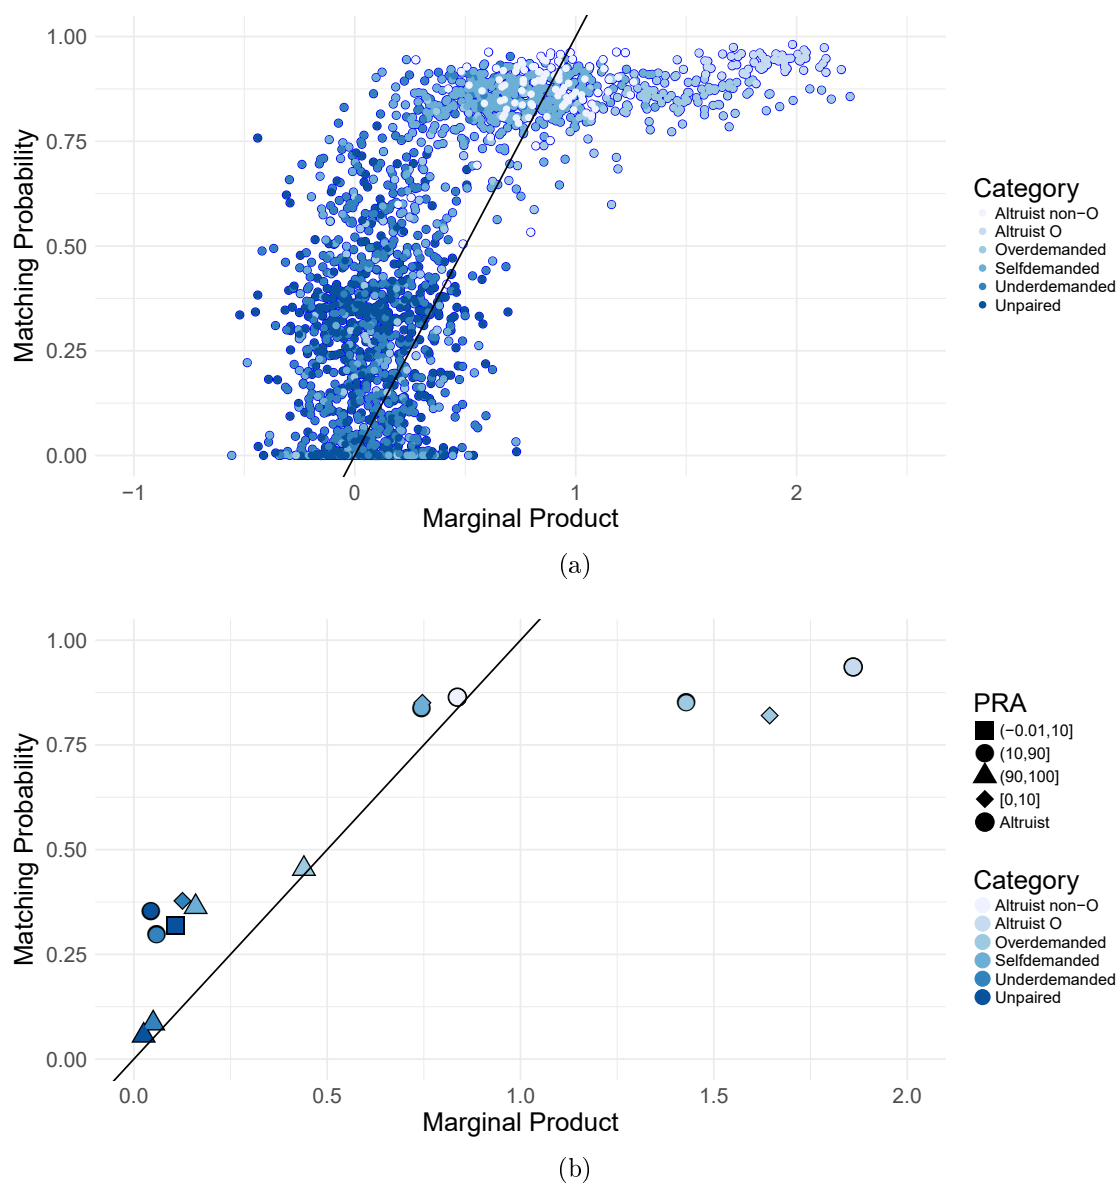 1.00
0.75
0.50
0.25
0.00
Matching Probability
−1
0
1
2
Marginal Product
Category
Altruist non−O
Altruist O
Overdemanded
Selfdemanded
Underdemanded
Unpaired
(a)
1.00
0.75
0.50
0.25
0.00
Matching Probability
0.0
0.5
1.0
1.5
2.0
Marginal Product
PRA
(−0.01,10]
(10,90]
(90,100]
[0,10]
Altruist
Category
Altruist non−O
Altruist O
Overdemanded
Selfdemanded
Underdemanded
Unpaired
(b)